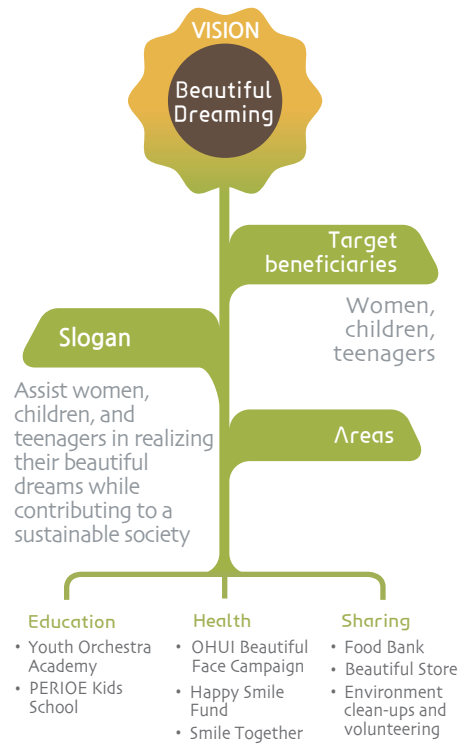 VISION
Beautiful
Dreaming
Target
beneficiaries
Women,
children,
teenagers
Slogan
Assist women,
children, and
teenagers in realizing
their beautiful
dreams while
contributing to a
sustainable society
Areas
Education
• Youth Orchestra
Academy
• PERIOE Kids
School
Health
• OHUI Beautiful
Face Campaign
• Happy Smile
Fund
• Smile Together
Sharing
• Food Bank
• Beautiful Store
• Environment
clean-ups and
volunteering